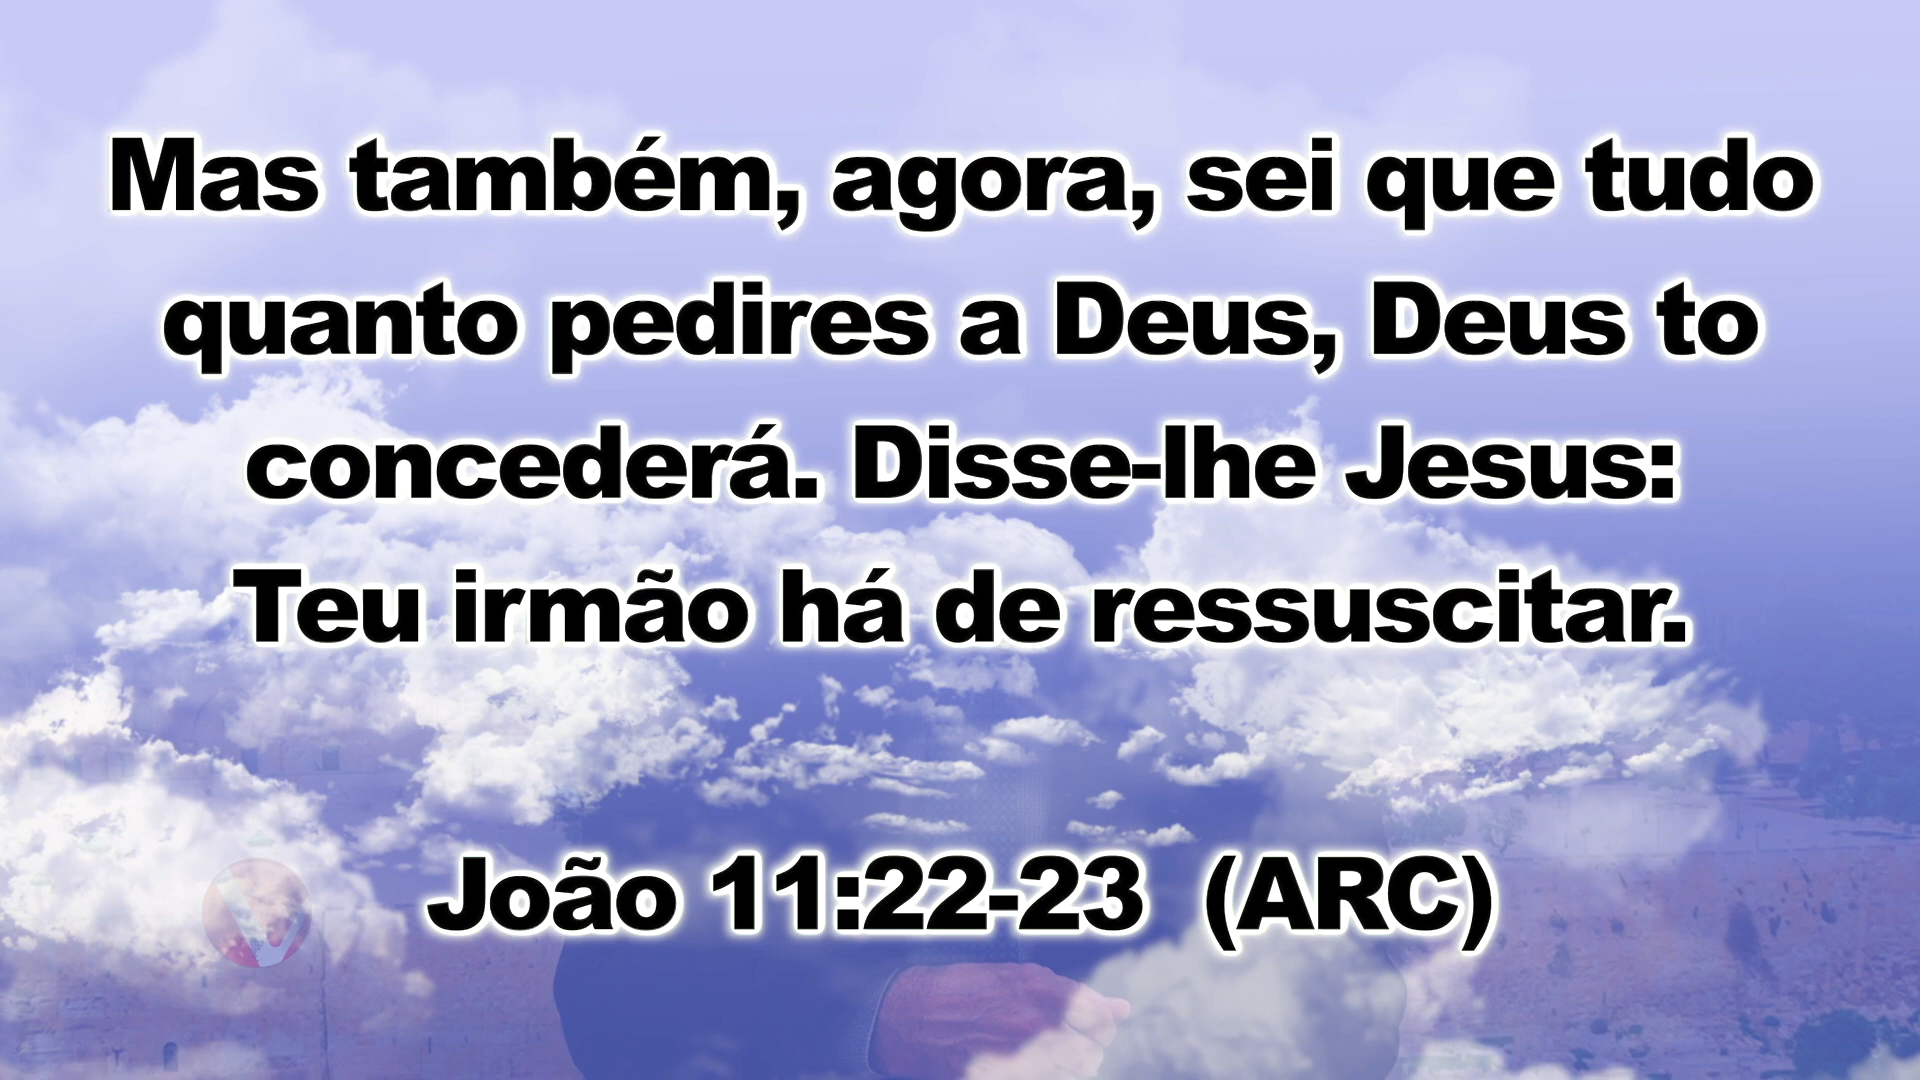 Mas também, agora, sei que tudo
quanto pedires a Deus, Deus to
concederá. Disse-lhe Jesus:
Teu irmão há de ressuscitar.
João 11:22-23 (ARC)